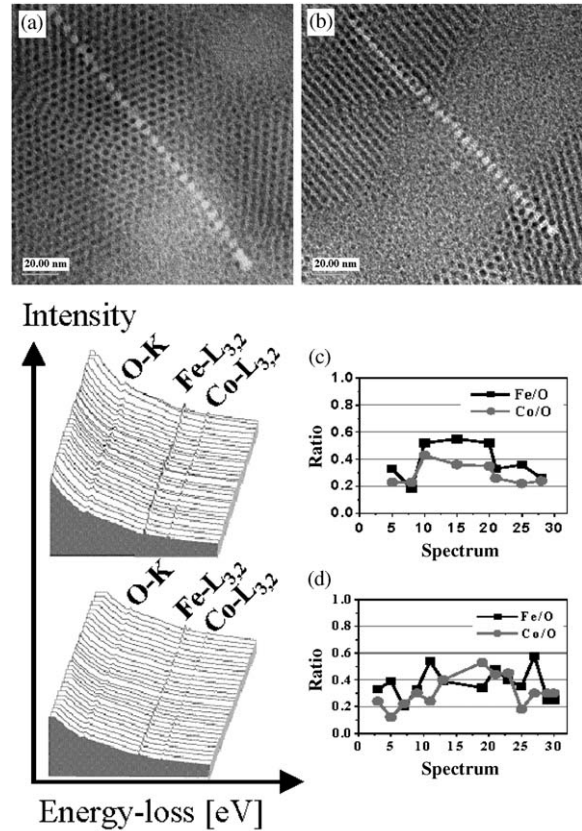 (a)
(b)
20.00 nm
20.00 nm
Intensity
O-K
Fe-L3,2
Co-L3,2
O-K
Fe-L3,2
Co-L3,2
Energy-loss [eV]
(c)
1.0
0.8
0.6
0.4
0.2
0.0
Ratio
Fe/O
Co/O
0 5 10 15 20 25 30
Spectrum
(d)
1.0
0.8
0.6
0.4
0.2
0.0
Ratio
Fe/O
Co/O
0 5 10 15 20 25 30
Spectrum